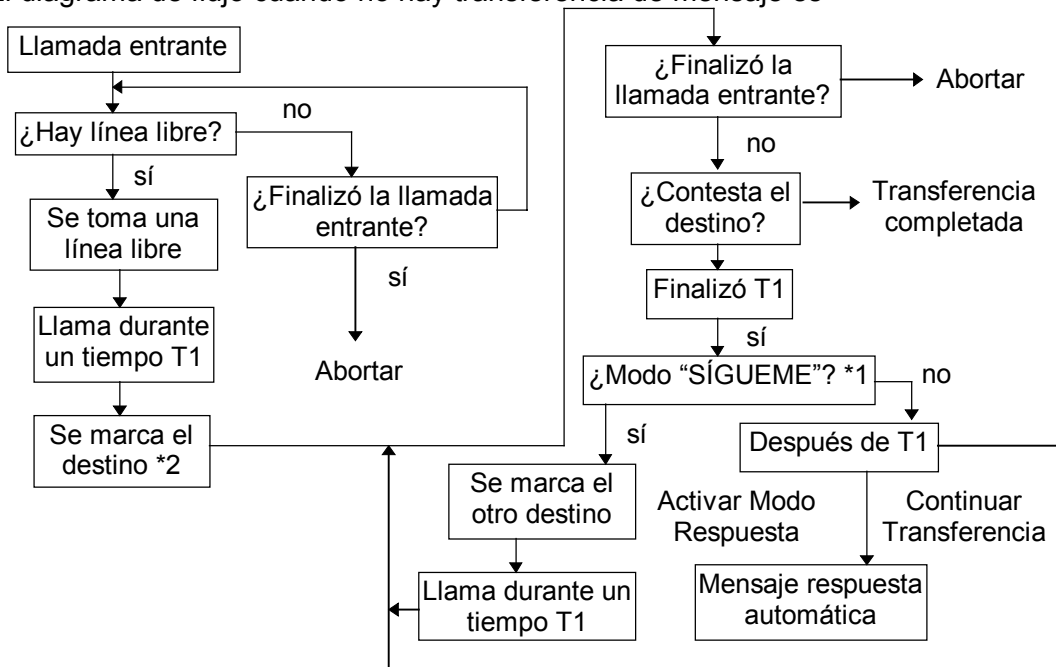 diagrama de flujo cuando no hay transferencia de mensaje es
Llamada entrante
¿Hay línea libre?
no
sí
Se toma una
línea libre
¿Finalizó la llamada
entrante?
sí
Abortar
Llama durante
un tiempo T1
Se marca el
destino *2
¿Finalizó la
llamada entrante?
Abortar
no
¿Contesta el
destino?
Transferencia
completada
Finalizó T1
sí
¿Modo “SÍGUEME”? *1
no
sí
Se marca el
otro destino
Llama durante un
tiempo T1
Después de T1
Activar Modo
Respuesta
Continuar
Transferencia
Mensaje respuesta
automática